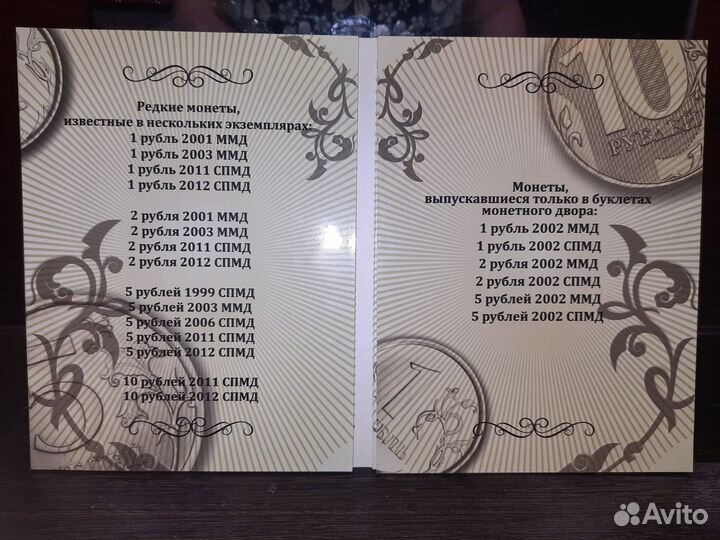 Редкие монеты,
известные в нескольких экземплярах:
1 рубль 2001 ММД
1 рубль 2003 ММД
1 рубль 2011 СПМД
1 рубль 2012 СПМД
2 рубля 2001 ММД
2 рубля 2003 ММД
2 рубля 2011 СПМД
2 рубля 2012 СПМД
5 рублей 1999 СПМД
5 рублей 2003 ММД
5 рублей 2006 СПМД
5 рублей 2011 СПМД
5 рублей 2012 СПМД
10 рублей 2011 СПМД
10 рублей 2012 СПМД
5
10
РУБЛЕЙ
Монеты,
выпускавшиеся только в буклетах
монетного двора:
1 рубль 2002 ММД
1 рубль 2002 СПМД
2 рубля 2002 ММД
2 рубля 2002 СПМД
5 рублей 2002 ММД
5 рублей 2002 СПМД
1
Avito